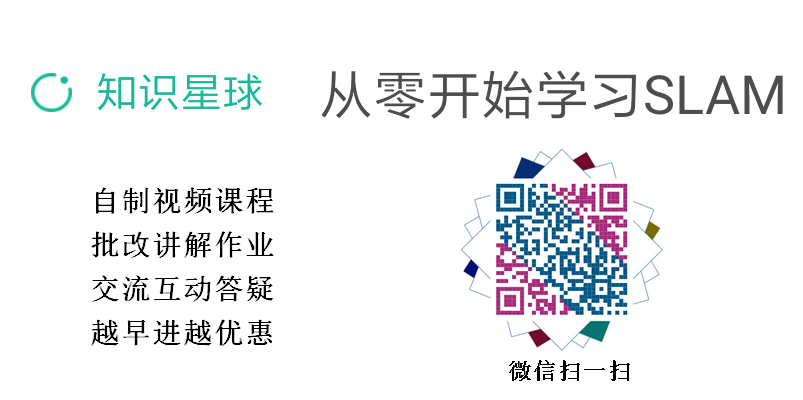 知识星球
从零开始学习SLAM
自制视频课程
批改讲解作业
交流互动答疑
越早进越优惠
微信扫一扫